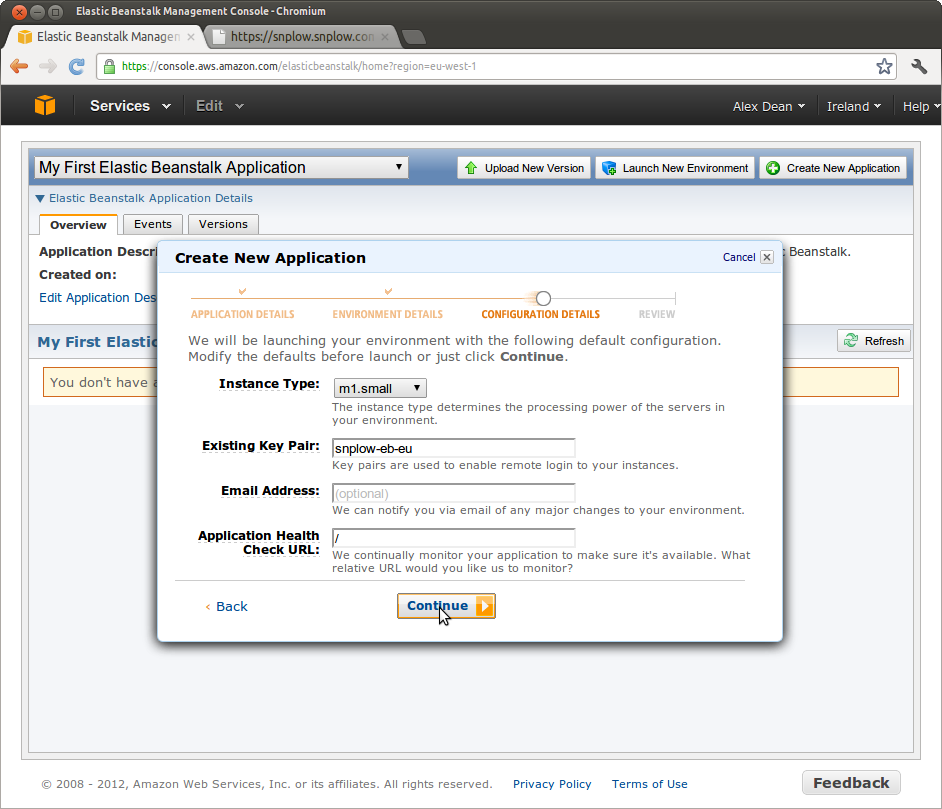 Elastic Beanstalk Management Console - Chromium
Elastic Beanstalk Managem
https://snplow.snplow.com
https://console.aws.amazon.com/elasticbeanstalk/home?region=eu-west-1
Services Edit Alex Dean Ireland Help
My First Elastic Beanstalk Application Upload New Version Launch New Environment Create New Application
Elastic Beanstalk Application Details
Overview Events Versions
Application Descri Beanstalk.
Created on:
Edit Application Des
My First Elastic Refresh
You don't have a
Create New Application Cancel
APPLICATION DETAILS ENVIRONMENT DETAILS CONFIGURATION DETAILS REVIEW
We will be launching your environment with the following default configuration.
Modify the defaults before launch or just click Continue.
Instance Type: m1.small
The instance type determines the processing power of the servers in
your environment.
Existing Key Pair: snplow-eb-eu
Key pairs are used to enable remote login to your instances.
Email Address: (optional)
We can notify you via email of any major changes to your environment.
Application Health
Check URL: /
We continually monitor your application to make sure it's available. What
relative URL would you like us to monitor?
‹ Back Continue
© 2008 - 2012, Amazon Web Services, Inc. or its affiliates. All rights reserved. Privacy Policy Terms of Use Feedback